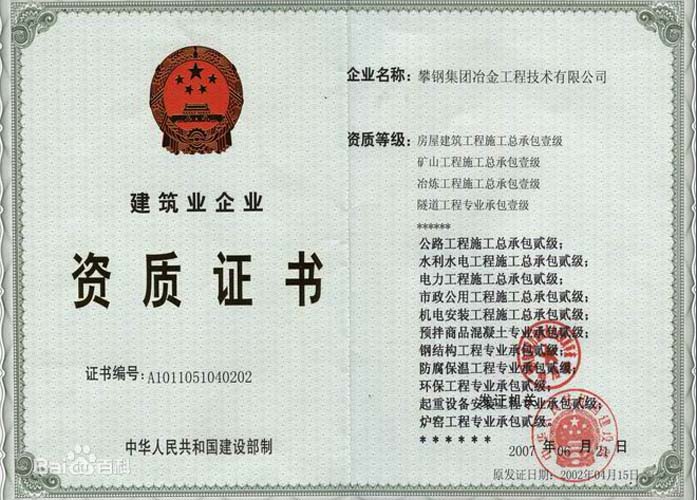 建筑业企业
资质证书
证书编号: A1011051040202
中华人民共和国建设部制
企业名称: 攀钢集团冶金工程技术有限公司
资质等级: 房屋建筑工程施工总承包壹级
矿山工程施工总承包壹级
冶炼工程施工总承包壹级
隧道工程专业承包壹级
******
公路工程施工总承包贰级;
水利水电工程施工总承包贰级;
电力工程施工总承包贰级;
市政公用工程施工总承包贰级;
机电安装工程施工总承包贰级;
预拌商品混凝土专业承包贰级;
钢结构工程专业承包贰级;
防腐保温工程专业承包贰级;
环保工程专业承包贰级;
发证机关
起重设备安装工程专业承包贰级;
炉窑工程专业承包贰级;
******
2007 年 06 月 21 日
原发证日期: 2002年04月15日
Baidu百科